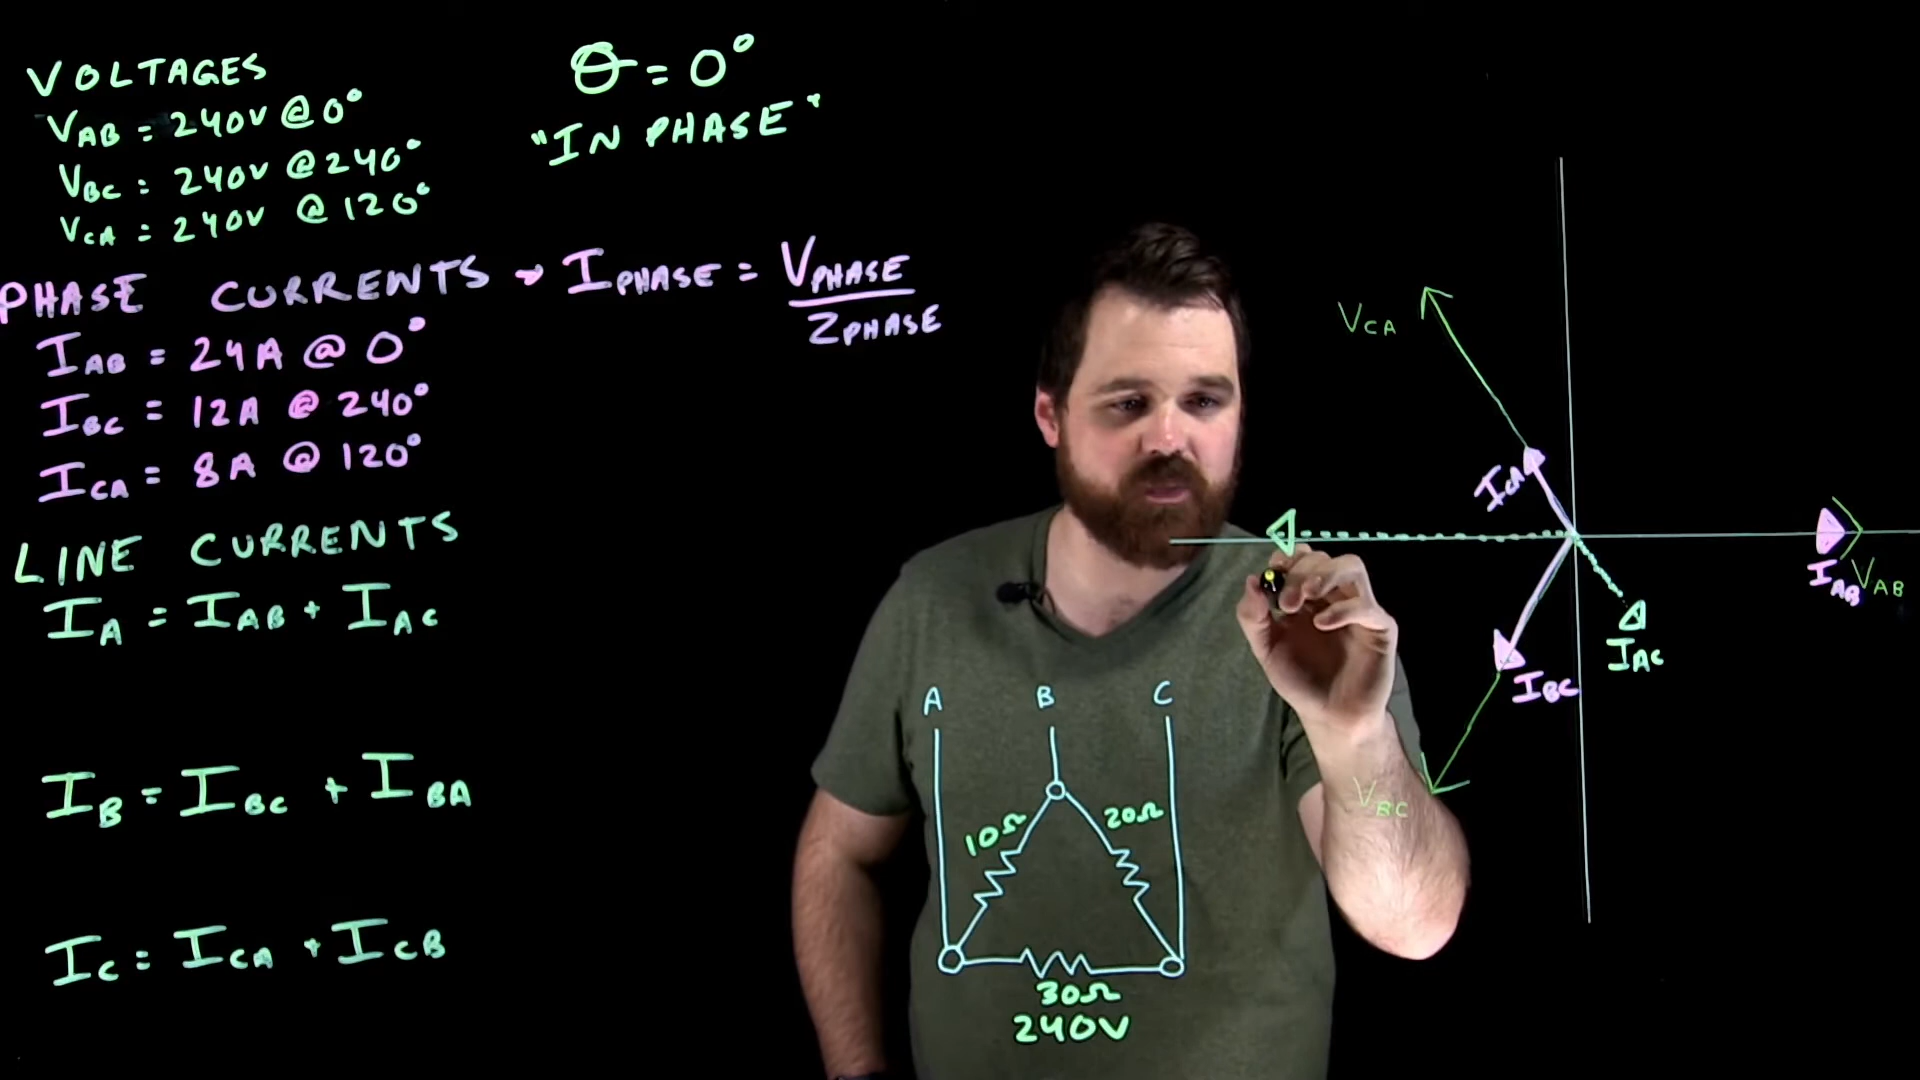 VOLTAGES
VAB = 240V @ 0°
VBC = 240V @ 240°
VCA = 240V @ 120°
θ = 0°
"IN PHASE"
PHASE CURRENTS → IPHASE = VPHASE / ZPHASE
IAB = 24A @ 0°
IBC = 12A @ 240°
ICA = 8A @ 120°
LINE CURRENTS
IA = IAB + IAC
IB = IBC + IBA
IC = ICA + ICB
A B C
10Ω 20Ω
30Ω
240V
VCA
ICA
IAB VAB
IAC
IBC
VBC